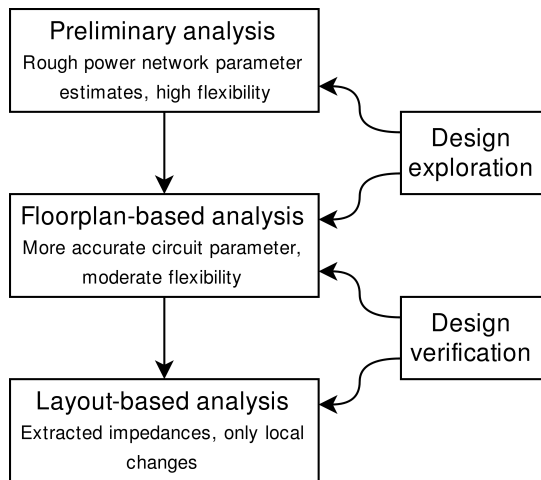 Preliminary analysis
Rough power network parameter
estimates, high flexibility
Design
exploration
Floorplan-based analysis
More accurate circuit parameter,
moderate flexibility
Design
verification
Layout-based analysis
Extracted impedances, only local
changes